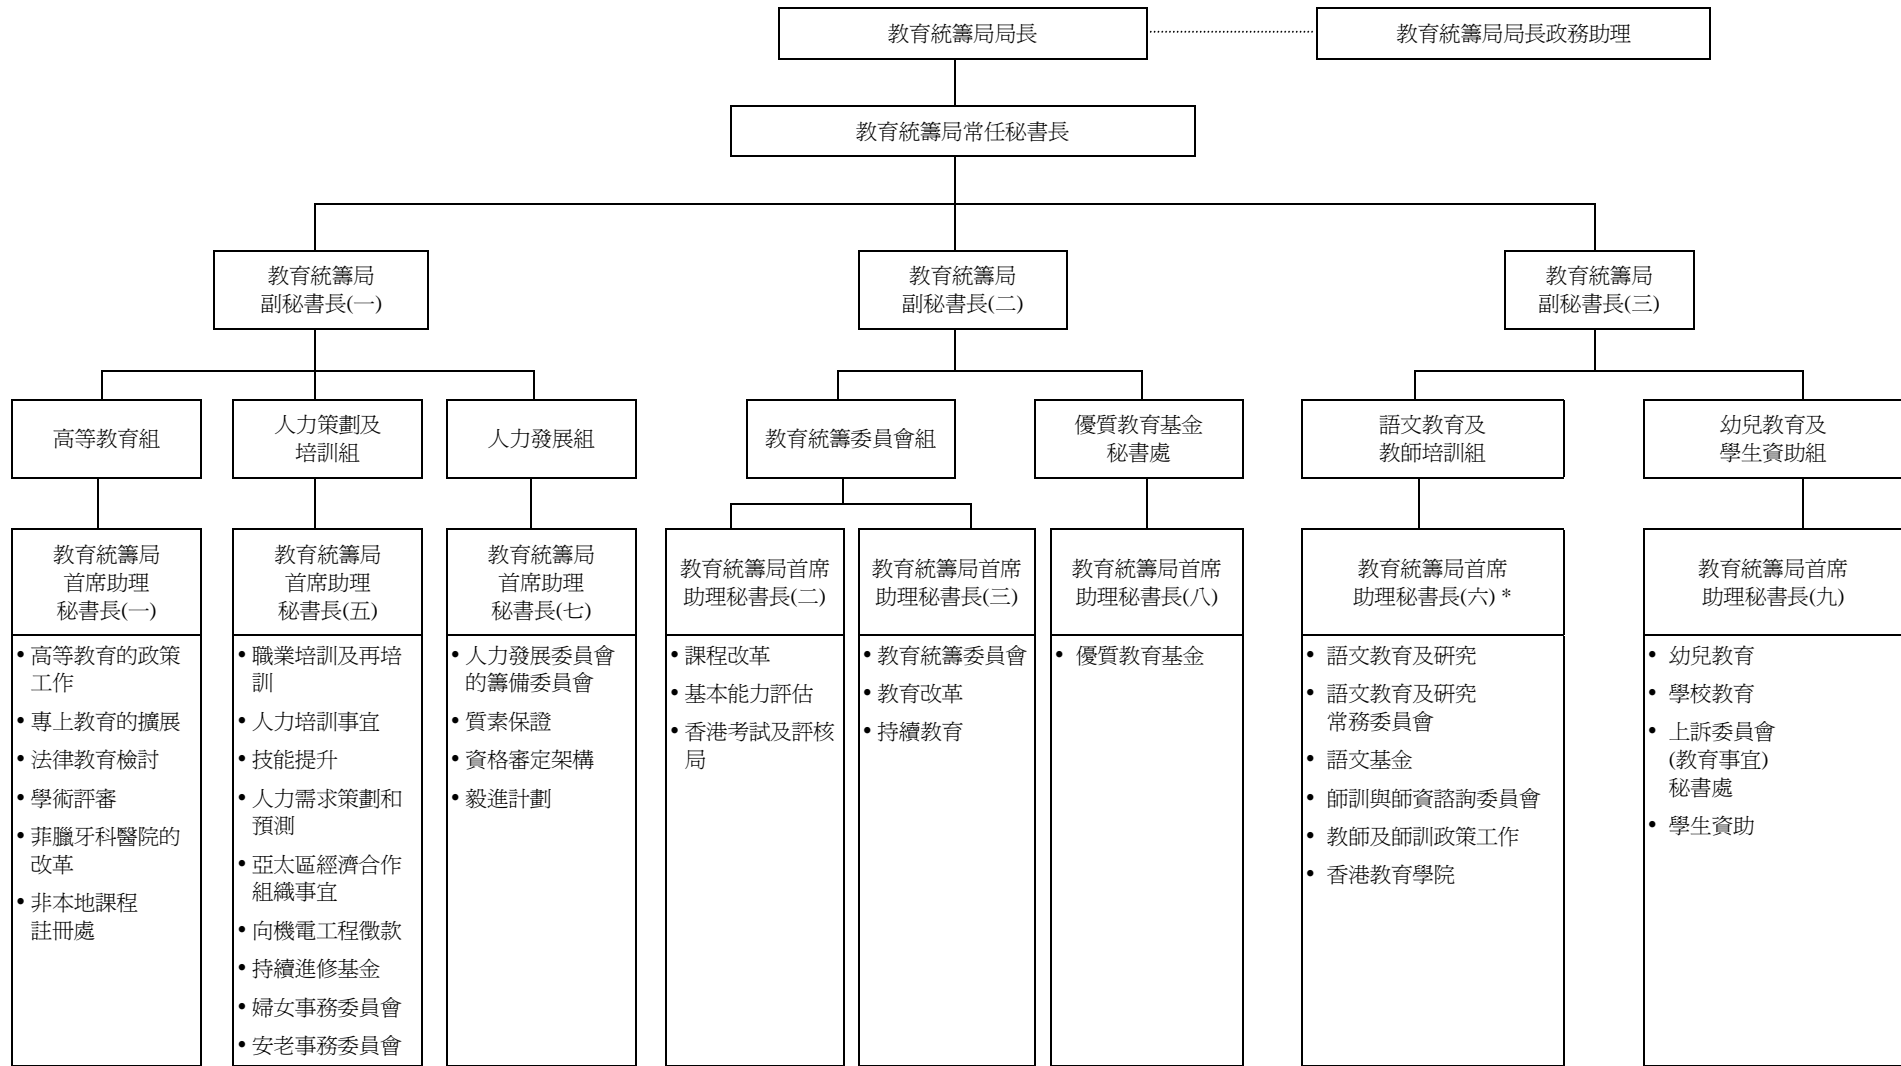 教育統籌局局長
教育統籌局局長政務助理
教育統籌局常任秘書長
教育統籌局
副秘書長(一)
教育統籌局
副秘書長(二)
教育統籌局
副秘書長(三)
高等教育組
人力策劃及
培訓組
人力發展組
教育統籌委員會組
優質教育基金
秘書處
語文教育及
教師培訓組
幼兒教育及
學生資助組
教育統籌局
首席助理
秘書長(一)
• 高等教育的政策
工作
• 專上教育的擴展
• 法律教育檢討
• 學術評審
• 菲臘牙科醫院的
改革
• 非本地課程
註冊處
教育統籌局
首席助理
秘書長(五)
• 職業培訓及再培
訓
• 人力培訓事宜
• 技能提升
• 人力需求策劃和
預測
• 亞太區經濟合作
組織事宜
• 向機電工程徵款
• 持續進修基金
• 婦女事務委員會
• 安老事務委員會
教育統籌局
首席助理
秘書長(七)
• 人力發展委員會
的籌備委員會
• 質素保證
• 資格審定架構
• 毅進計劃
教育統籌局首席
助理秘書長(二)
• 課程改革
• 基本能力評估
• 香港考試及評核
局
教育統籌局首席
助理秘書長(三)
• 教育統籌委員會
• 教育改革
• 持續教育
教育統籌局首席
助理秘書長(八)
• 優質教育基金
教育統籌局首席
助理秘書長(六) *
• 語文教育及研究
• 語文教育及研究
常務委員會
• 語文基金
• 師訓與師資諮詢委員會
• 教師及師訓政策工作
• 香港教育學院
教育統籌局首席
助理秘書長(九)
• 幼兒教育
• 學校教育
• 上訴委員會
(教育事宜)
秘書處
• 學生資助